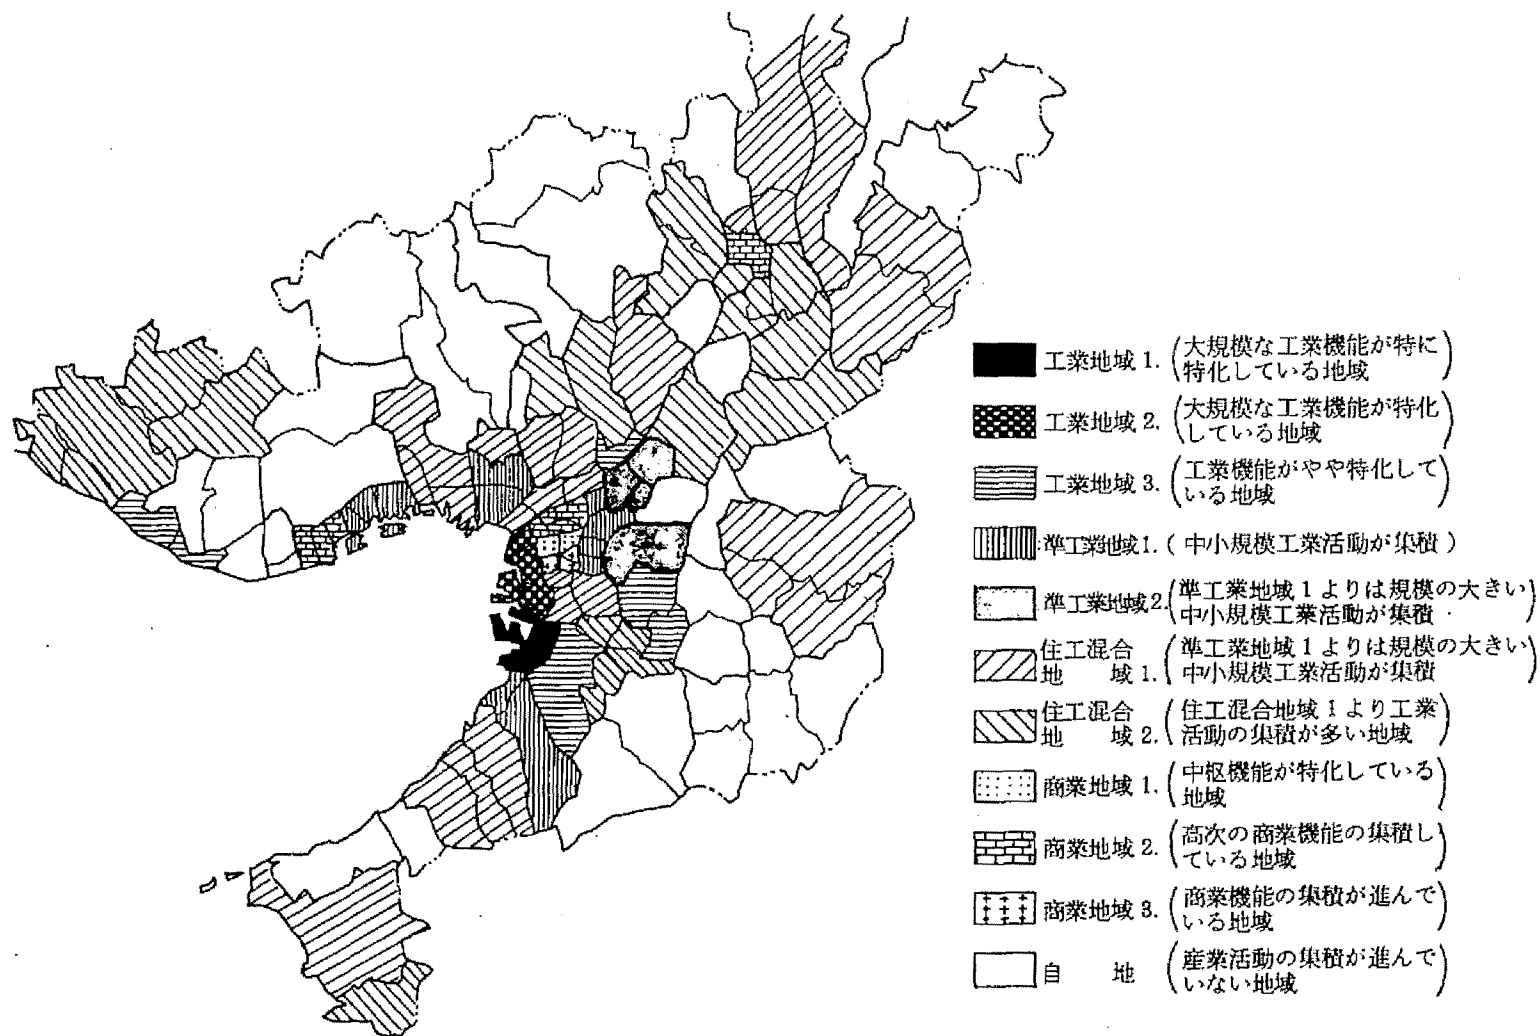 工業地域 1. (大規模な工業機能が特に
特化している地域)
工業地域 2. (大規模な工業機能が特化
している地域)
工業地域 3. (工業機能がやや特化して
いる地域)
準工業地域1. (中小規模工業活動が集積)
準工業地域2. (準工業地域1よりは規模の大きい
中小規模工業活動が集積)
住工混合
地 域 1. (準工業地域1よりは規模の大きい
中小規模工業活動が集積)
住工混合
地 域 2. (住工混合地域1より工業
活動の集積が多い地域)
商業地域 1. (中枢機能が特化している
地域)
商業地域 2. (高次の商業機能の集積し
ている地域)
商業地域 3. (商業機能の集積が進んで
いる地域)
自 地 (産業活動の集積が進んで
いない地域)